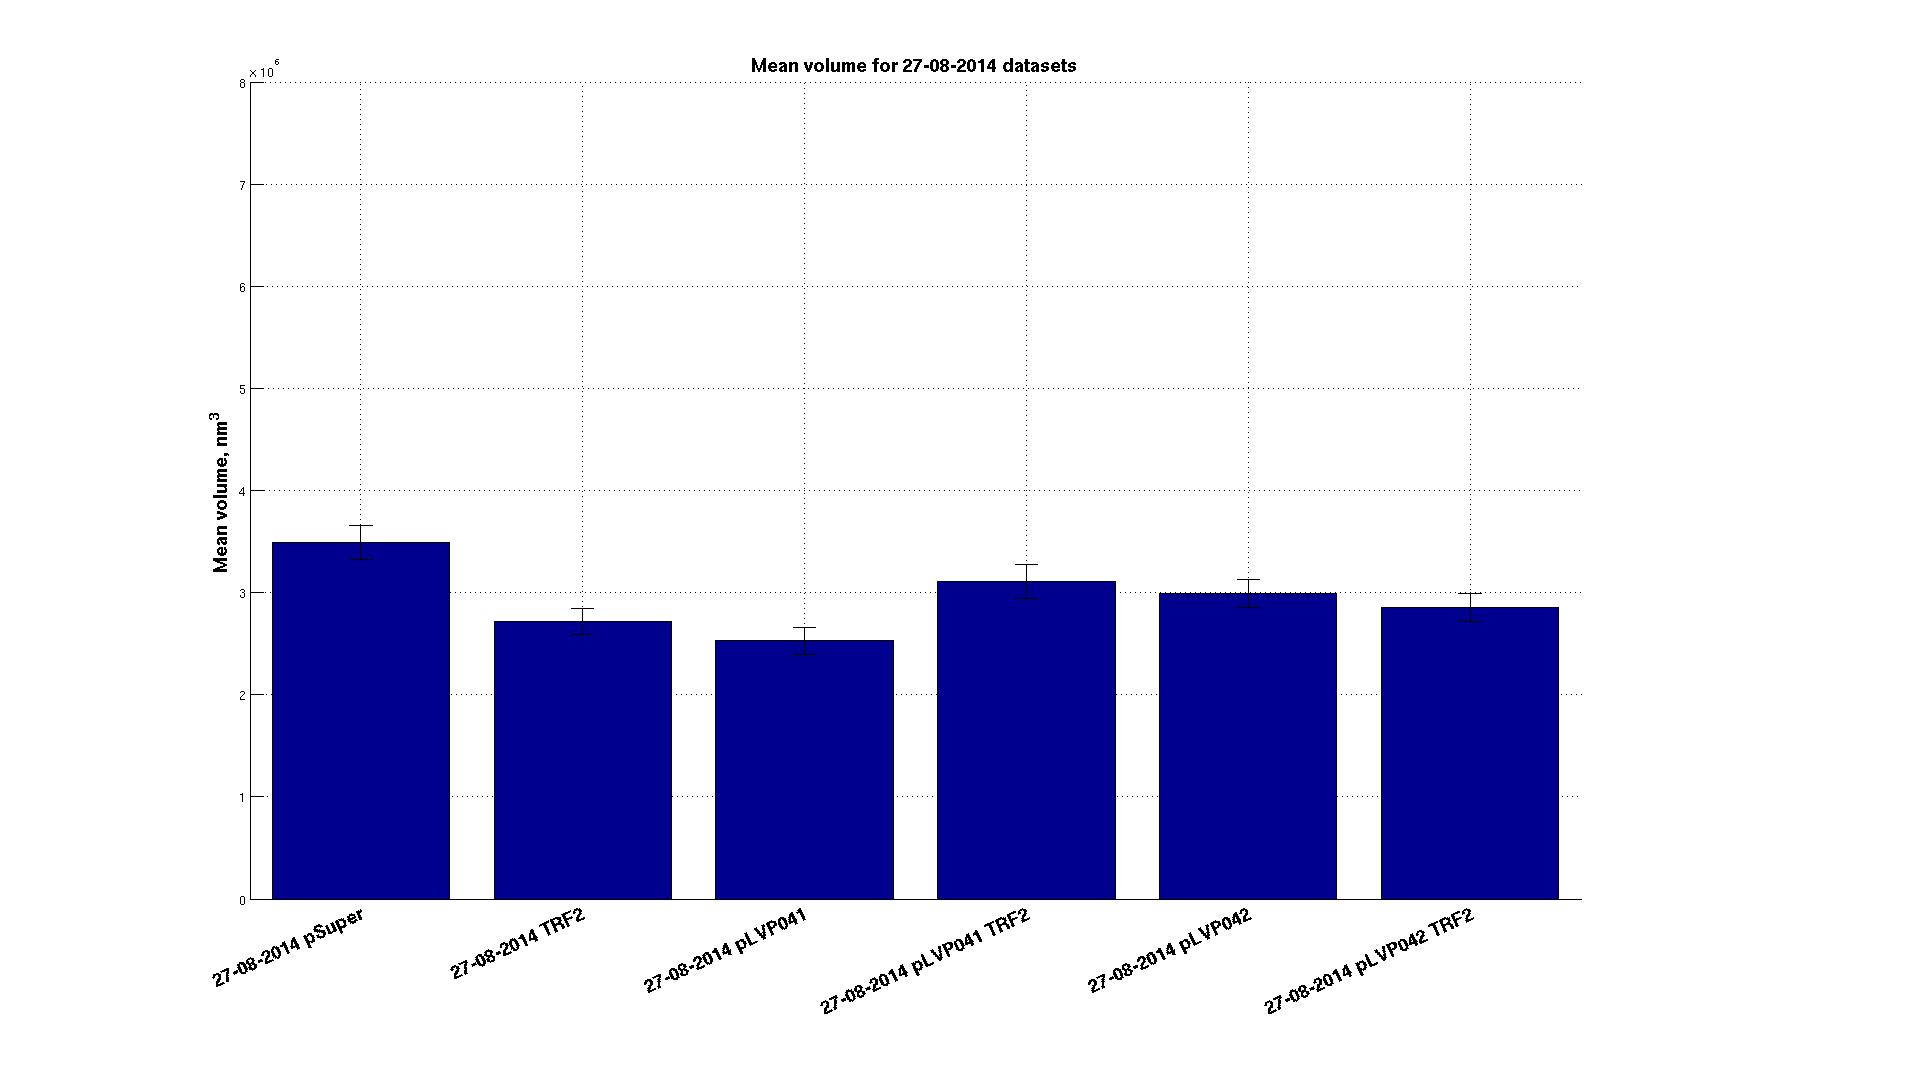 Mean volume for 27-08-2014 datasets
× 10^6
8
7
6
5
4
3
2
1
0
Mean volume, nm^3
27-08-2014 pSuper
27-08-2014 TRF2
27-08-2014 pLVP041
27-08-2014 pLVP041 TRF2
27-08-2014 pLVP042
27-08-2014 pLVP042 TRF2